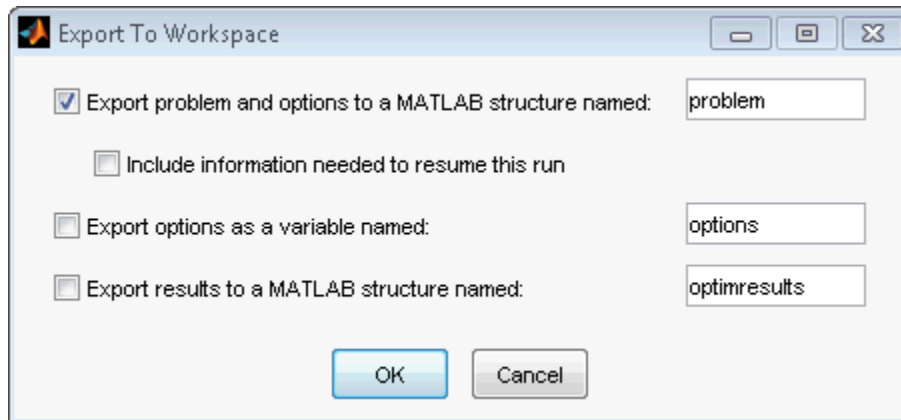 Export To Workspace
Export problem and options to a MATLAB structure named: problem
Include information needed to resume this run
Export options as a variable named: options
Export results to a MATLAB structure named: optimresults
OK Cancel